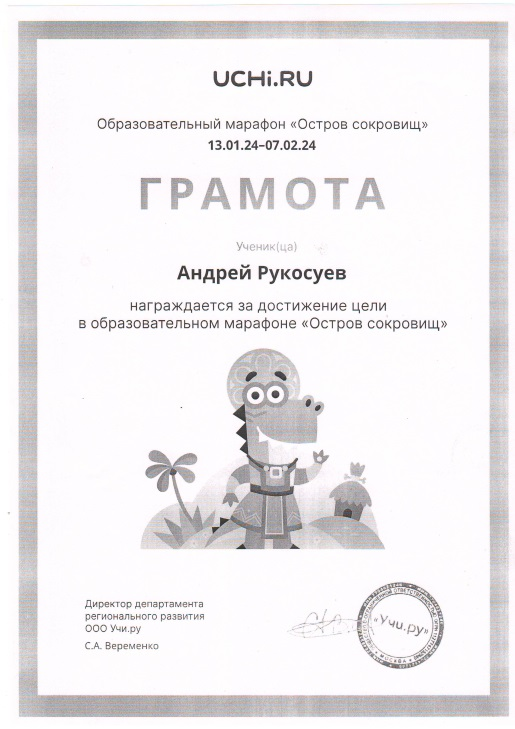 UCHi.RU
Образовательный марафон «Остров сокровищ»
13.01.24–07.02.24
ГРАМОТА
Ученик(ца)
Андрей Рукосуев
награждается за достижение цели
в образовательном марафоне «Остров сокровищ»
Директор департамента
регионального развития
ООО Учи.ру
С.А. Веременко
«Учи.ру»
МОСКВА